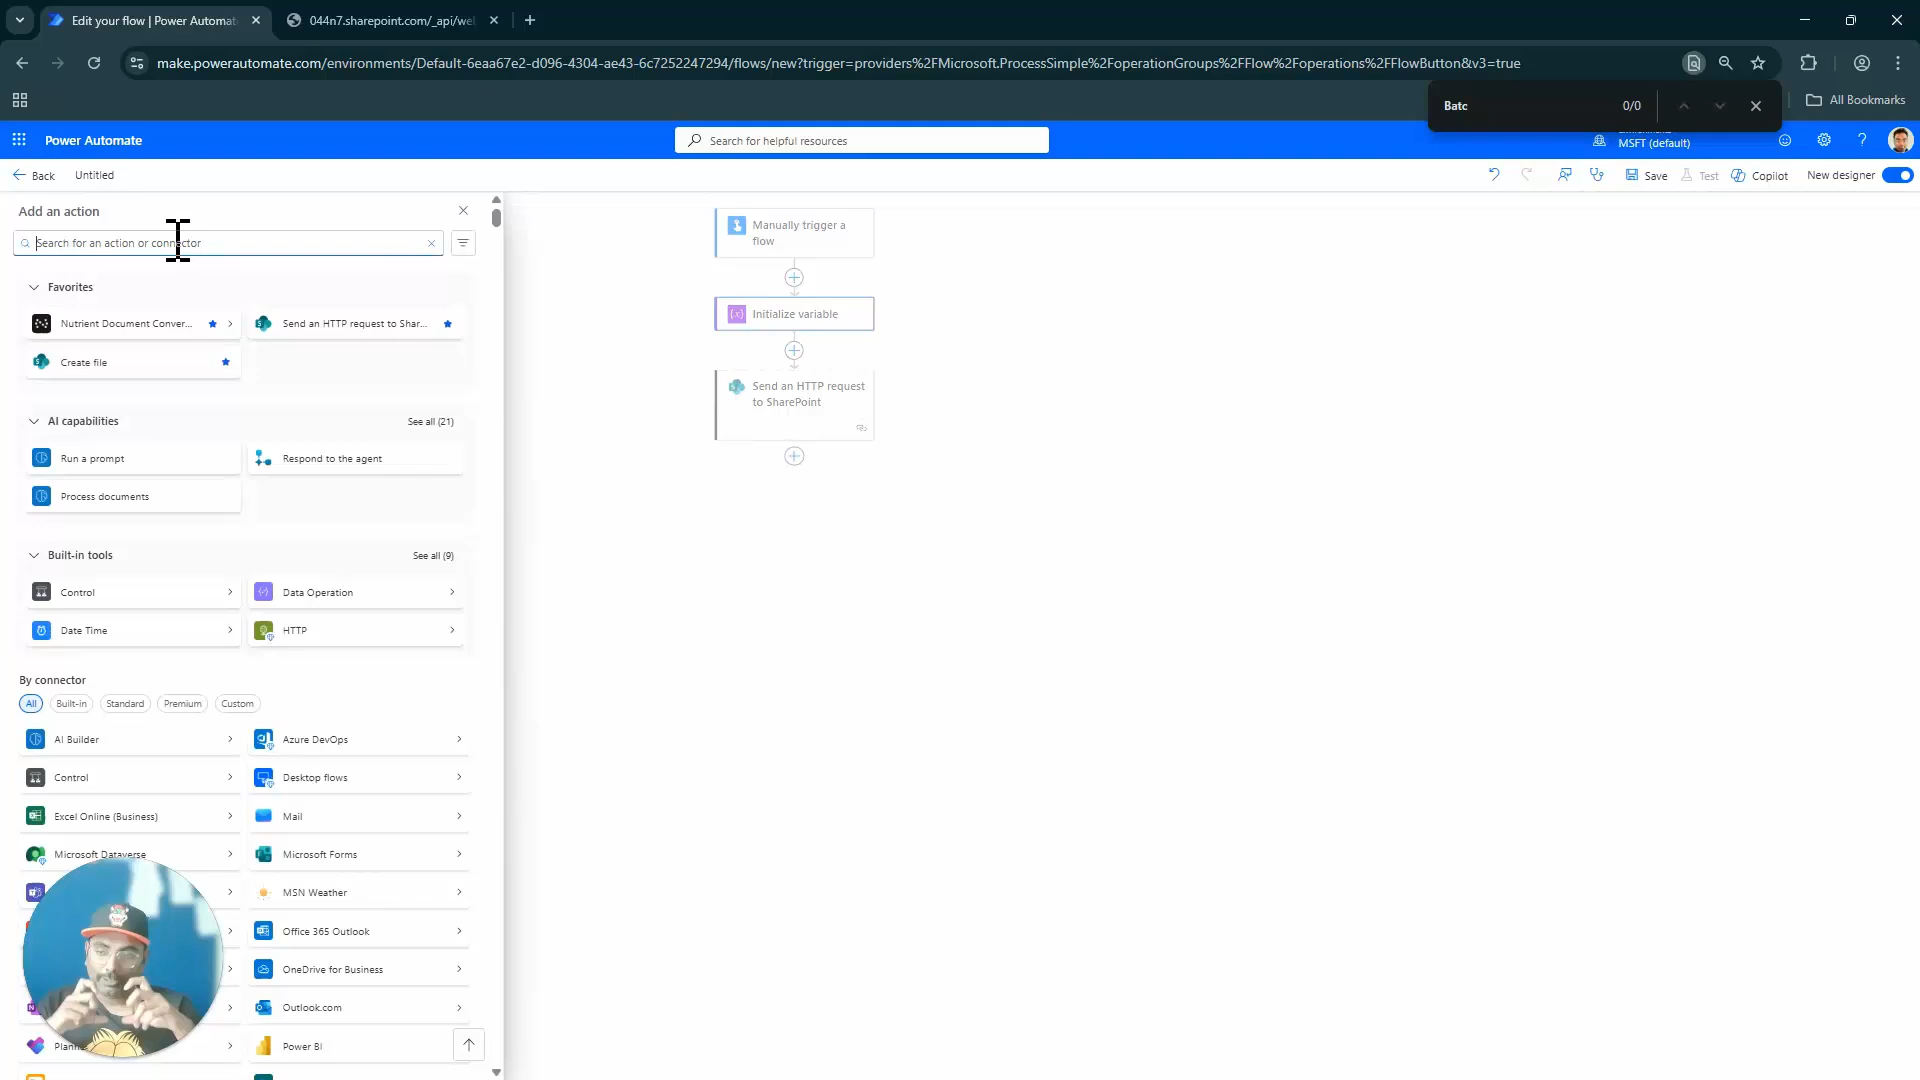 Edit your flow | Power Automat
044n7.sharepoint.com/_api/we
make.powerautomate.com/environments/Default-6eaa67e2-d096-4304-ae43-6c7252247294/flows/new?trigger=providers%2FMicrosoft.ProcessSimple%2FoperationGroups%2FFlow%2Foperations%2FFlowButton&v3=true
Batc 0/0
All Bookmarks
Power Automate
Search for helpful resources
MSFT (default)
Back Untitled
Save Test Copilot New designer
Add an action
Search for an action or connector
Favorites
Nutrient Document Conver... Send an HTTP request to Shar...
Create file
AI capabilities See all (21)
Run a prompt Respond to the agent
Process documents
Built-in tools See all (9)
Control Data Operation
Date Time HTTP
By connector
All Built-in Standard Premium Custom
AI Builder Azure DevOps
Control Desktop flows
Excel Online (Business) Mail
Microsoft Dataverse Microsoft Forms
MSN Weather
Office 365 Outlook
OneDrive for Business
Outlook.com
Power BI
Manually trigger a
flow
Initialize variable
Send an HTTP request
to SharePoint